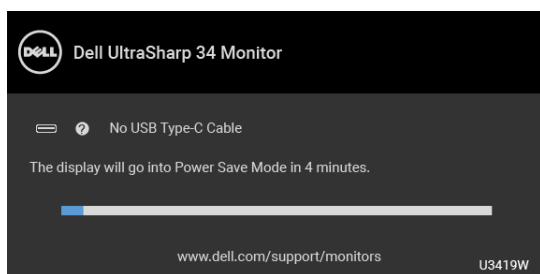 DELL Dell UltraSharp 34 Monitor
? No USB Type-C Cable
The display will go into Power Save Mode in 4 minutes.
www.dell.com/support/monitors
U3419W